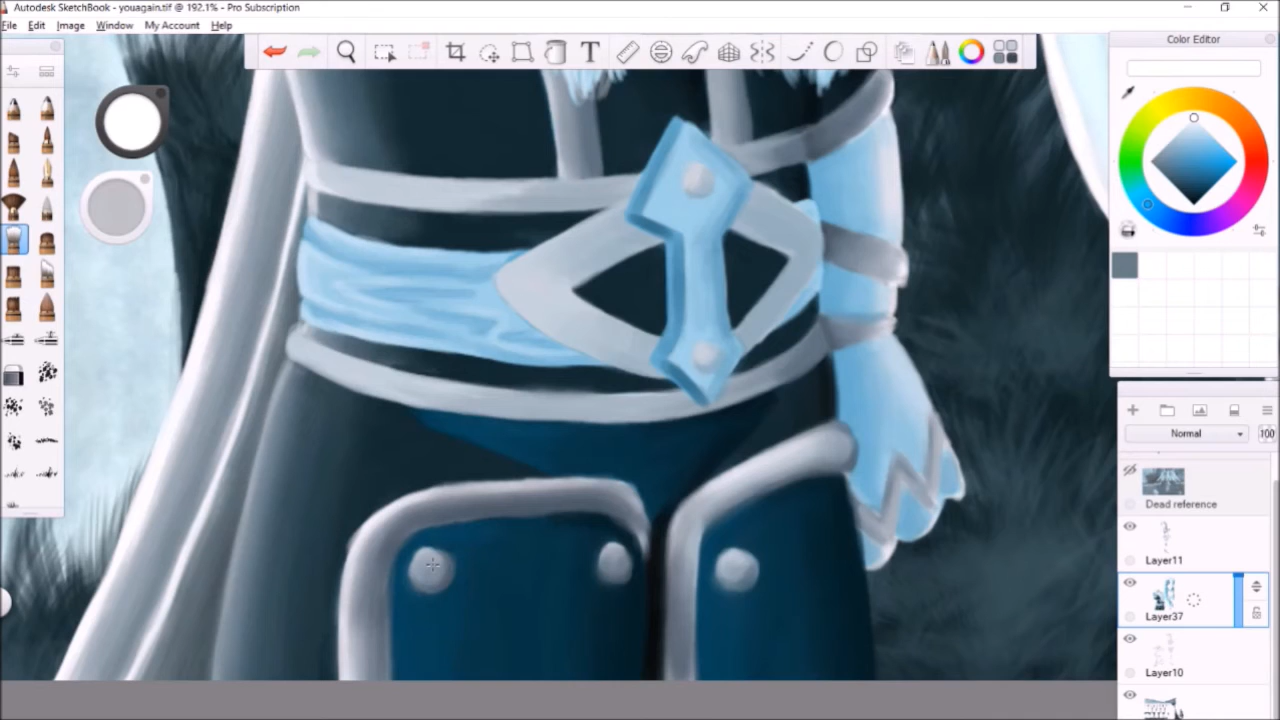 Autodesk SketchBook - youagain.tif @ 192.1% - Pro Subscription
File Edit Image Window My Account Help
T
Color Editor
Normal 100
Dead reference
Layer11
Layer37
Layer10